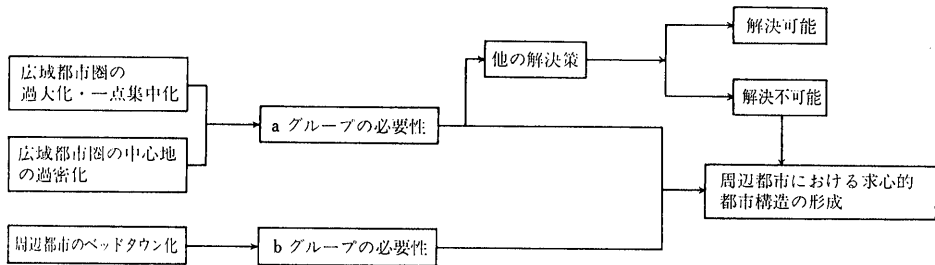 広域都市圏の
過大化・一点集中化
広域都市圏の中心地
の過密化
周辺都市のベッドタウン化
a グループの必要性
b グループの必要性
他の解決策
解決可能
解決不可能
周辺都市における求心的
都市構造の形成